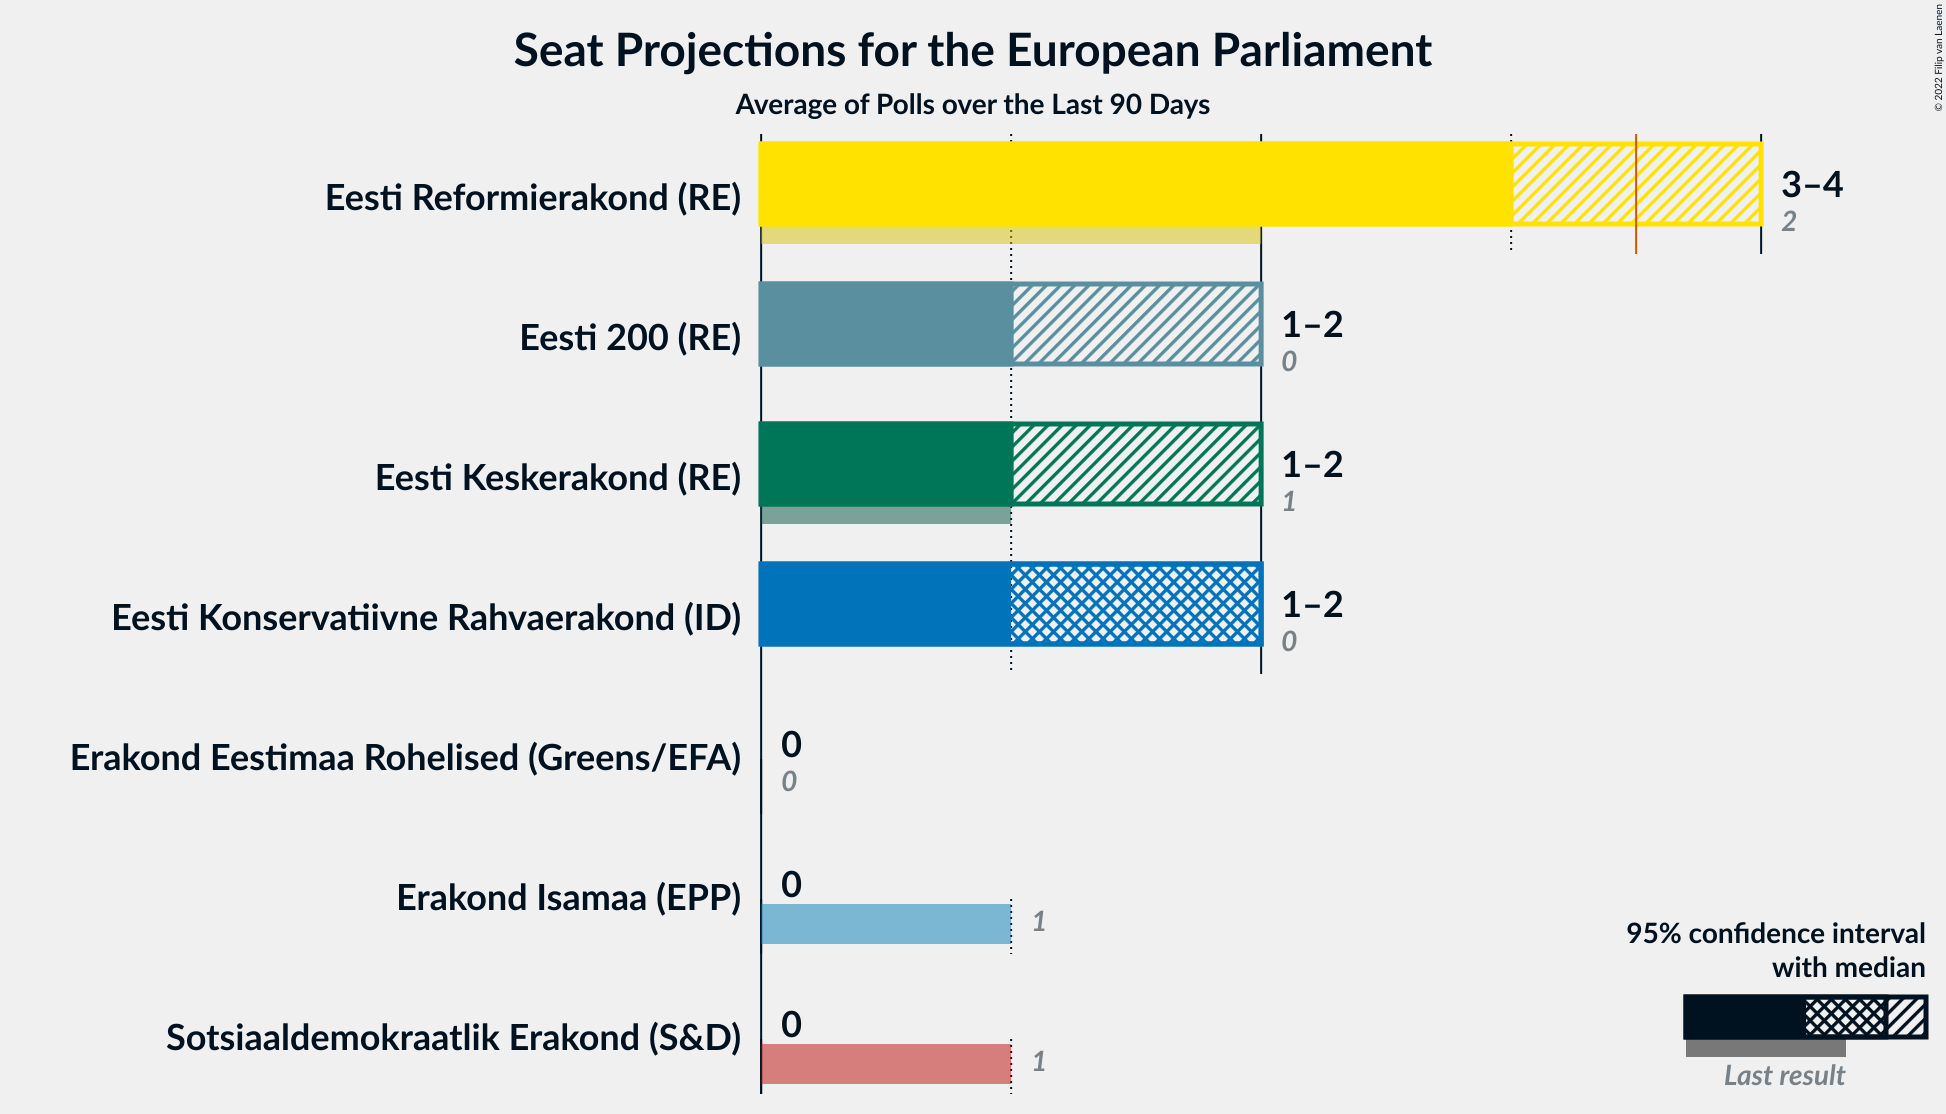 Seat Projections for the European Parliament
Average of Polls over the Last 90 Days
© 2022 Filip van Laenen
Eesti Reformierakond (RE)
3–4
2
Eesti 200 (RE)
1–2
0
Eesti Keskerakond (RE)
1–2
1
Eesti Konservatiivne Rahvaerakond (ID)
1–2
0
Erakond Eestimaa Rohelised (Greens/EFA)
0
0
Erakond Isamaa (EPP)
0
1
Sotsiaaldemokraatlik Erakond (S&D)
0
1
95% confidence interval
with median
Last result